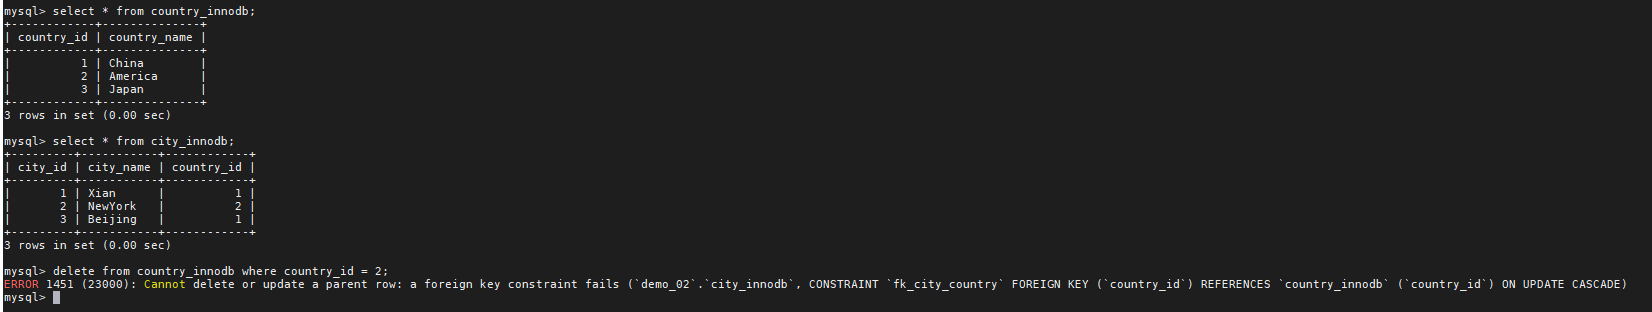 mysql> select * from country_innodb;
+------------+--------------+
| country_id | country_name |
+------------+--------------+
|          1 | China        |
|          2 | America      |
|          3 | Japan        |
+------------+--------------+
3 rows in set (0.00 sec)
mysql> select * from city_innodb;
+---------+-----------+------------+
| city_id | city_name | country_id |
+---------+-----------+------------+
|       1 | Xian      |          1 |
|       2 | NewYork   |          2 |
|       3 | Beijing   |          1 |
+---------+-----------+------------+
3 rows in set (0.00 sec)
mysql> delete from country_innodb where country_id = 2;
ERROR 1451 (23000): Cannot delete or update a parent row: a foreign key constraint fails (`demo_02`.`city_innodb`, CONSTRAINT `fk_city_country` FOREIGN KEY (`country_id`) REFERENCES `country_innodb` (`country_id`) ON UPDATE CASCADE)
mysql>